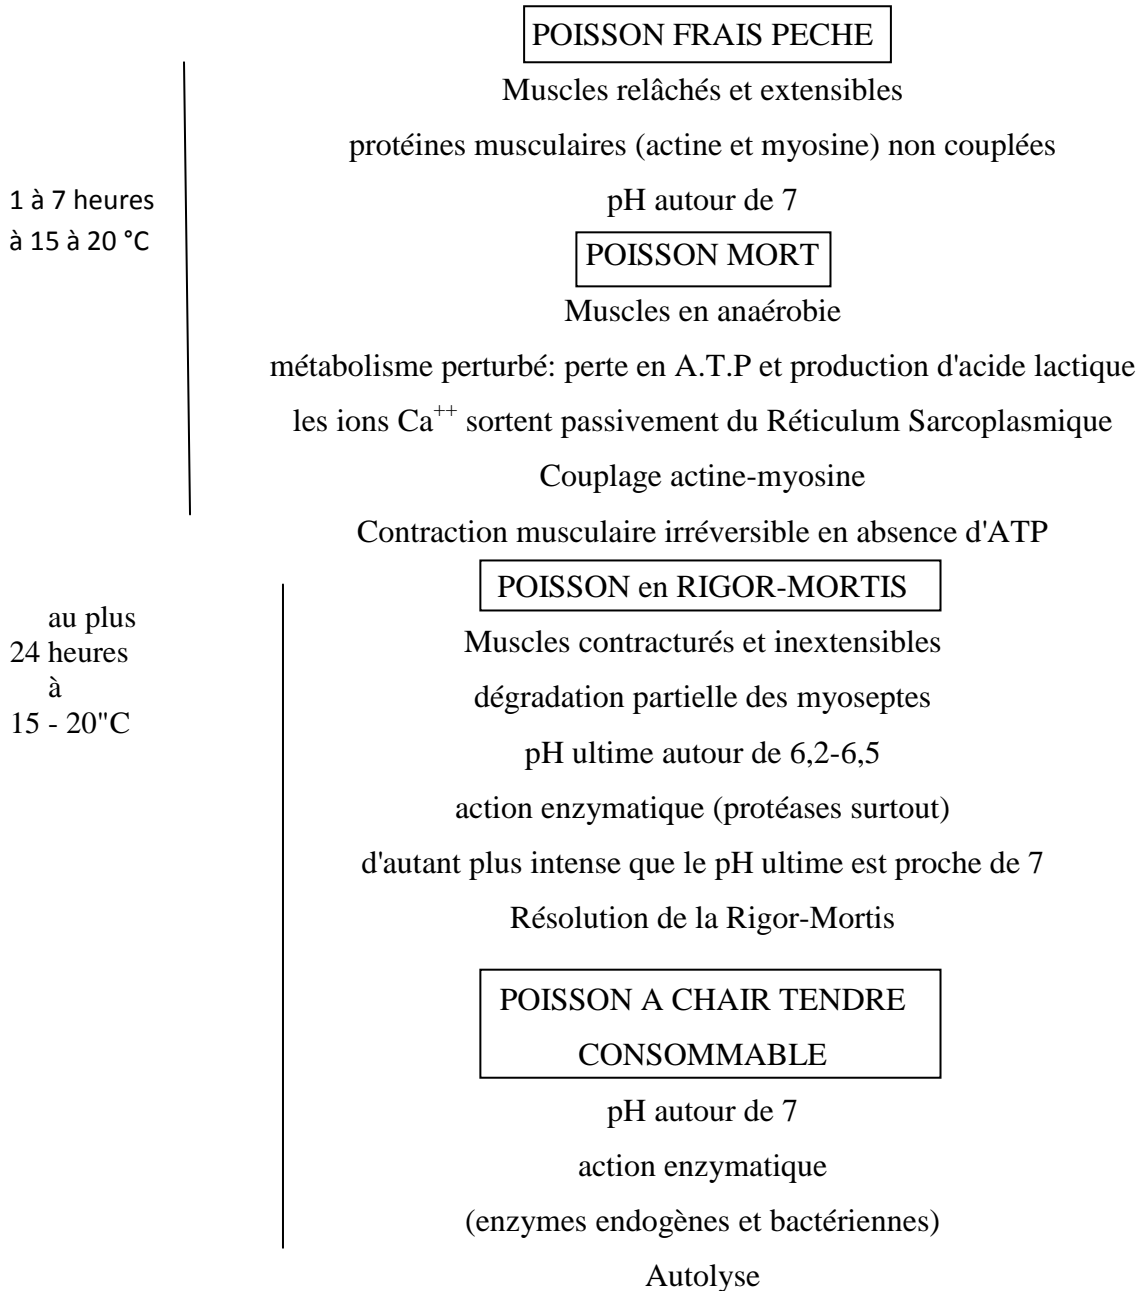 POISSON FRAIS PECHE
Muscles relâchés et extensibles
protéines musculaires (actine et myosine) non couplées
1 à 7 heures
à 15 à 20 °C
pH autour de 7
POISSON MORT
Muscles en anaérobie
métabolisme perturbé: perte en A.T.P et production d'acide lactique
les ions Ca⁺⁺ sortent passivement du Réticulum Sarcoplasmique
Couplage actine-myosine
Contraction musculaire irréversible en absence d'ATP
POISSON en RIGOR-MORTIS
au plus
24 heures
à
15 - 20"C
Muscles contracturés et inextensibles
dégradation partielle des myoseptes
pH ultime autour de 6,2-6,5
action enzymatique (protéases surtout)
d'autant plus intense que le pH ultime est proche de 7
Résolution de la Rigor-Mortis
POISSON A CHAIR TENDRE
CONSOMMABLE
pH autour de 7
action enzymatique
(enzymes endogènes et bactériennes)
Autolyse